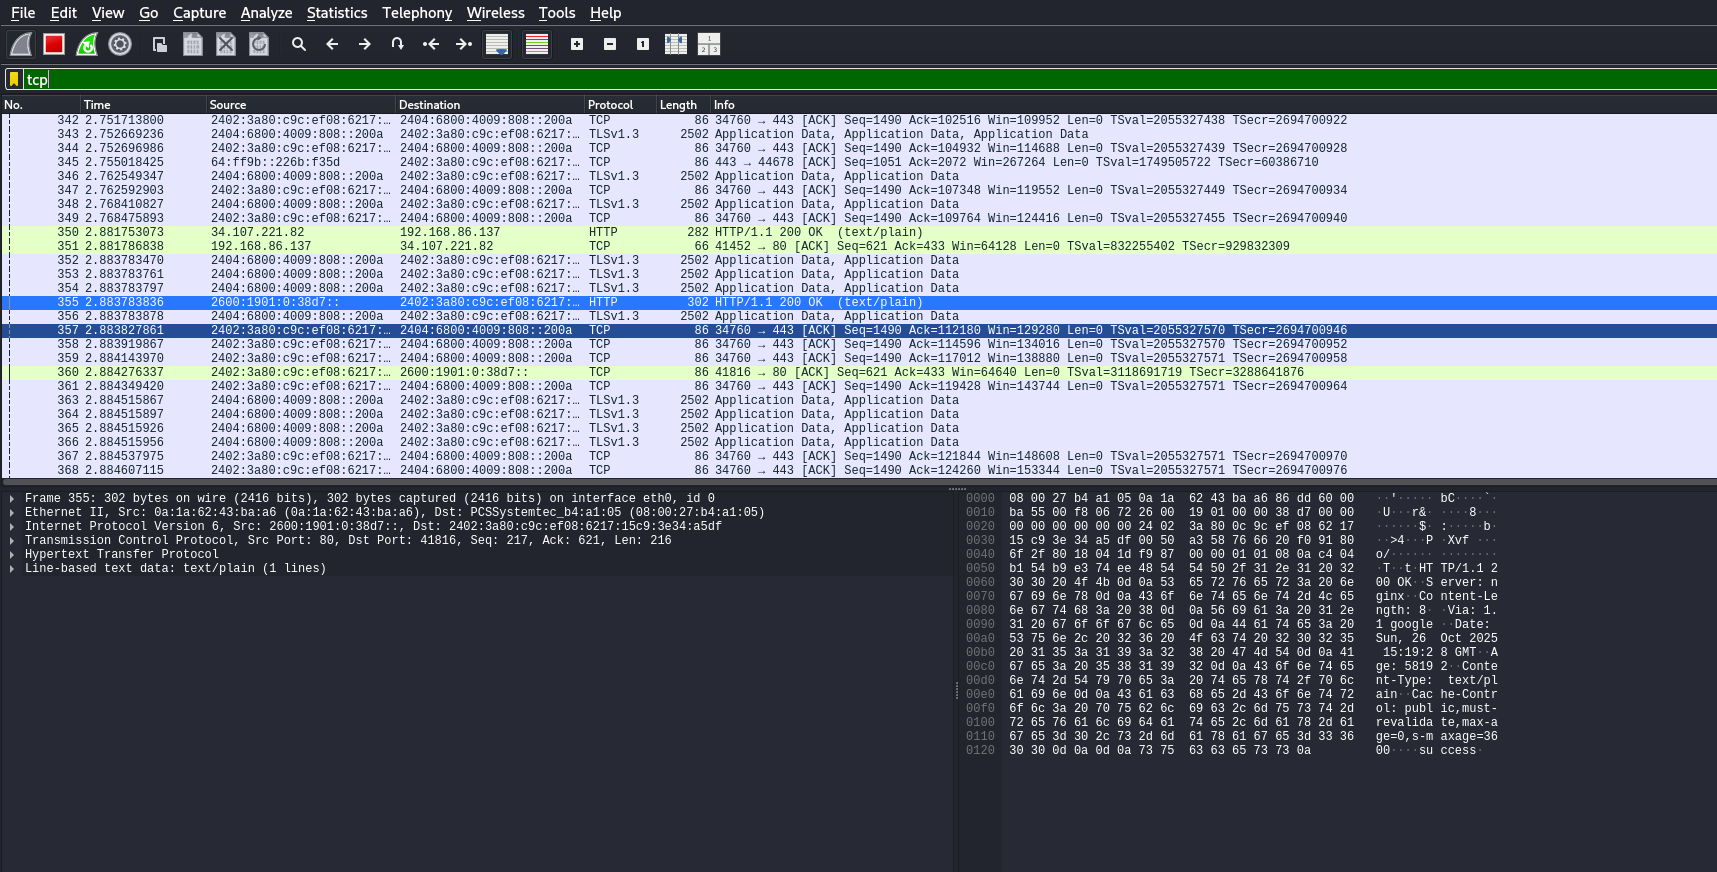 File Edit View Go Capture Analyze Statistics Telephony Wireless Tools Help
tcp
No. Time Source Destination Protocol Length Info
342 2.751713800 2402:3a80:c9c:ef08:6217:… 2404:6800:4009:808::200a TCP 86 34760 → 443 [ACK] Seq=1490 Ack=102516 Win=109952 Len=0 TSval=2055327438 TSecr=2694700922
343 2.752669236 2404:6800:4009:808::200a 2402:3a80:c9c:ef08:6217:… TLSv1.3 2502 Application Data, Application Data, Application Data
344 2.752696986 2402:3a80:c9c:ef08:6217:… 2404:6800:4009:808::200a TCP 86 34760 → 443 [ACK] Seq=1490 Ack=104932 Win=114688 Len=0 TSval=2055327439 TSecr=2694700928
345 2.755018425 64:ff9b::226b:f35d 2402:3a80:c9c:ef08:6217:… TCP 86 443 → 44678 [ACK] Seq=1051 Ack=2072 Win=267264 Len=0 TSval=1749505722 TSecr=60386710
346 2.762549347 2404:6800:4009:808::200a 2402:3a80:c9c:ef08:6217:… TLSv1.3 2502 Application Data, Application Data
347 2.762592903 2402:3a80:c9c:ef08:6217:… 2404:6800:4009:808::200a TCP 86 34760 → 443 [ACK] Seq=1490 Ack=107348 Win=119552 Len=0 TSval=2055327449 TSecr=2694700934
348 2.768410827 2404:6800:4009:808::200a 2402:3a80:c9c:ef08:6217:… TLSv1.3 2502 Application Data, Application Data
349 2.768475893 2402:3a80:c9c:ef08:6217:… 2404:6800:4009:808::200a TCP 86 34760 → 443 [ACK] Seq=1490 Ack=109764 Win=124416 Len=0 TSval=2055327455 TSecr=2694700940
350 2.881753073 34.107.221.82 192.168.86.137 HTTP 282 HTTP/1.1 200 OK (text/plain)
351 2.881786838 192.168.86.137 34.107.221.82 TCP 66 41452 → 80 [ACK] Seq=621 Ack=433 Win=64128 Len=0 TSval=832255402 TSecr=929832309
352 2.883783470 2404:6800:4009:808::200a 2402:3a80:c9c:ef08:6217:… TLSv1.3 2502 Application Data, Application Data
353 2.883783761 2404:6800:4009:808::200a 2402:3a80:c9c:ef08:6217:… TLSv1.3 2502 Application Data, Application Data
354 2.883783797 2404:6800:4009:808::200a 2402:3a80:c9c:ef08:6217:… TLSv1.3 2502 Application Data, Application Data
355 2.883783836 2600:1901:0:38d7:: 2402:3a80:c9c:ef08:6217:… HTTP 302 HTTP/1.1 200 OK (text/plain)
356 2.883783878 2404:6800:4009:808::200a 2402:3a80:c9c:ef08:6217:… TLSv1.3 2502 Application Data, Application Data
357 2.883827861 2402:3a80:c9c:ef08:6217:… 2404:6800:4009:808::200a TCP 86 34760 → 443 [ACK] Seq=1490 Ack=112180 Win=129280 Len=0 TSval=2055327570 TSecr=2694700946
358 2.883919867 2402:3a80:c9c:ef08:6217:… 2404:6800:4009:808::200a TCP 86 34760 → 443 [ACK] Seq=1490 Ack=114596 Win=134016 Len=0 TSval=2055327570 TSecr=2694700952
359 2.884143970 2402:3a80:c9c:ef08:6217:… 2404:6800:4009:808::200a TCP 86 34760 → 443 [ACK] Seq=1490 Ack=117012 Win=138880 Len=0 TSval=2055327571 TSecr=2694700958
360 2.884276337 2402:3a80:c9c:ef08:6217:… 2600:1901:0:38d7:: TCP 86 41816 → 80 [ACK] Seq=621 Ack=433 Win=64640 Len=0 TSval=3118691719 TSecr=3288641876
361 2.884349420 2402:3a80:c9c:ef08:6217:… 2404:6800:4009:808::200a TCP 86 34760 → 443 [ACK] Seq=1490 Ack=119428 Win=143744 Len=0 TSval=2055327571 TSecr=2694700964
363 2.884515867 2404:6800:4009:808::200a 2402:3a80:c9c:ef08:6217:… TLSv1.3 2502 Application Data, Application Data
364 2.884515897 2404:6800:4009:808::200a 2402:3a80:c9c:ef08:6217:… TLSv1.3 2502 Application Data, Application Data
365 2.884515926 2404:6800:4009:808::200a 2402:3a80:c9c:ef08:6217:… TLSv1.3 2502 Application Data, Application Data
366 2.884515956 2404:6800:4009:808::200a 2402:3a80:c9c:ef08:6217:… TLSv1.3 2502 Application Data, Application Data
367 2.884537975 2402:3a80:c9c:ef08:6217:… 2404:6800:4009:808::200a TCP 86 34760 → 443 [ACK] Seq=1490 Ack=121844 Win=148608 Len=0 TSval=2055327571 TSecr=2694700970
368 2.884607115 2402:3a80:c9c:ef08:6217:… 2404:6800:4009:808::200a TCP 86 34760 → 443 [ACK] Seq=1490 Ack=124260 Win=153344 Len=0 TSval=2055327571 TSecr=2694700976
Frame 355: 302 bytes on wire (2416 bits), 302 bytes captured (2416 bits) on interface eth0, id 0
Ethernet II, Src: 0a:1a:62:43:ba:a6 (0a:1a:62:43:ba:a6), Dst: PCSSystemtec_b4:a1:05 (08:00:27:b4:a1:05)
Internet Protocol Version 6, Src: 2600:1901:0:38d7::, Dst: 2402:3a80:c9c:ef08:6217:15c9:3e34:a5df
Transmission Control Protocol, Src Port: 80, Dst Port: 41816, Seq: 217, Ack: 621, Len: 216
Hypertext Transfer Protocol
Line-based text data: text/plain (1 lines)
0000 08 00 27 b4 a1 05 0a 1a 62 43 ba a6 86 dd 60 00 ··'····· bC····`·
0010 ba 55 00 f8 06 72 26 00 19 01 00 00 38 d7 00 00 ·U···r&· ····8···
0020 00 00 00 00 00 00 24 02 3a 80 0c 9c ef 08 62 17 ······$· :·····b·
0030 15 c9 3e 34 a5 df 00 50 a3 58 76 66 20 f0 91 80 ··>4···P ·Xvf ···
0040 6f 2f 80 18 04 1d f9 87 00 00 01 01 08 0a c4 04 o/······ ········
0050 b1 54 b9 e3 74 ee 48 54 54 50 2f 31 2e 31 20 32 ·T··t·HT TP/1.1 2
0060 30 30 20 4f 4b 0d 0a 53 65 72 76 65 72 3a 20 6e 00 OK··S erver: n
0070 67 69 6e 78 0d 0a 43 6f 6e 74 65 6e 74 2d 4c 65 ginx··Co ntent-Le
0080 6e 67 74 68 3a 20 38 0d 0a 56 69 61 3a 20 31 2e ngth: 8· ·Via: 1.
0090 31 20 67 6f 6f 67 6c 65 0d 0a 44 61 74 65 3a 20 1 google ··Date:
00a0 53 75 6e 2c 20 32 36 20 4f 63 74 20 32 30 32 35 Sun, 26 Oct 2025
00b0 20 31 35 3a 31 39 3a 32 38 20 47 4d 54 0d 0a 41 15:19:2 8 GMT··A
00c0 67 65 3a 20 35 38 31 39 32 0d 0a 43 6f 6e 74 65 ge: 5819 2··Conte
00d0 6e 74 2d 54 79 70 65 3a 20 74 65 78 74 2f 70 6c nt-Type: text/pl
00e0 61 69 6e 0d 0a 43 61 63 68 65 2d 43 6f 6e 74 72 ain··Cac he-Contr
00f0 6f 6c 3a 20 70 75 62 6c 69 63 2c 6d 75 73 74 2d ol: publ ic,must-
0100 72 65 76 61 6c 69 64 61 74 65 2c 6d 61 78 2d 61 revalida te,max-a
0110 67 65 3d 30 2c 73 2d 6d 61 78 61 67 65 3d 33 36 ge=0,s-m axage=36
0120 30 30 0d 0a 0d 0a 73 75 63 63 65 73 73 0a 00····su ccess·